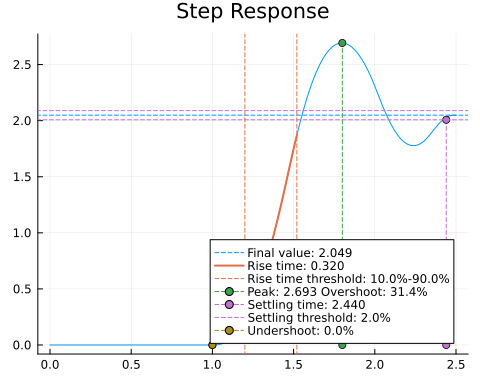 Step Response
2.5
2.0
1.5
1.0
0.5
0.0
Final value: 2.049
Rise time: 0.320
Rise time threshold: 10.0%-90.0%
Peak: 2.693 Overshoot: 31.4%
Settling time: 2.440
Settling threshold: 2.0%
Undershoot: 0.0%
0.0 0.5 1.0 1.5 2.0 2.5